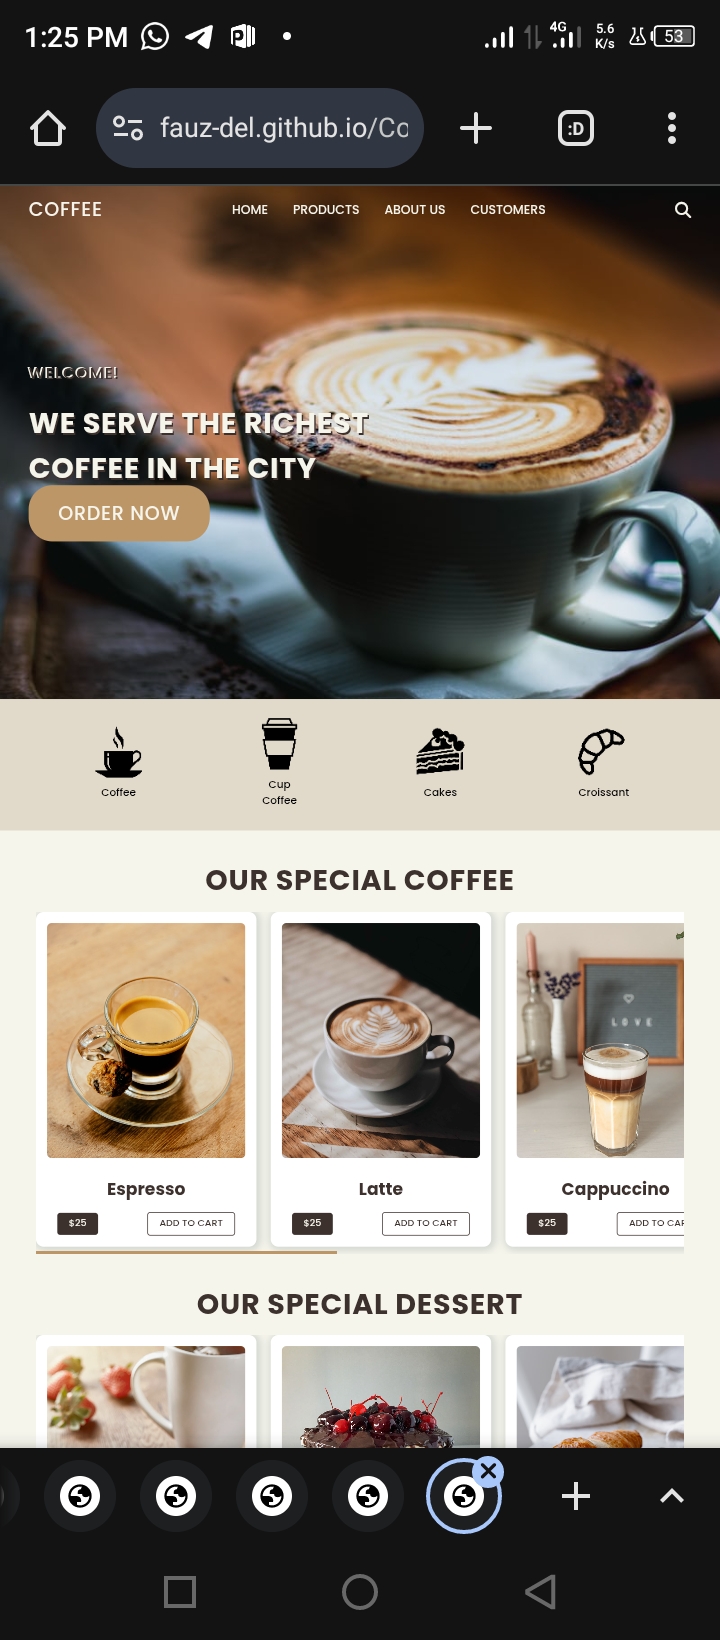 1:25 PM
4G
5.6
K/s
53
fauz-del.github.io/Co
:D
COFFEE
HOME PRODUCTS ABOUT US CUSTOMERS
WELCOME!
WE SERVE THE RICHEST
COFFEE IN THE CITY
ORDER NOW
Coffee
Cup
Coffee
Cakes
Croissant
OUR SPECIAL COFFEE
LOVE
Espresso
Latte
Cappuccino
$25 ADD TO CART
$25 ADD TO CART
$25 ADD TO CAR
OUR SPECIAL DESSERT